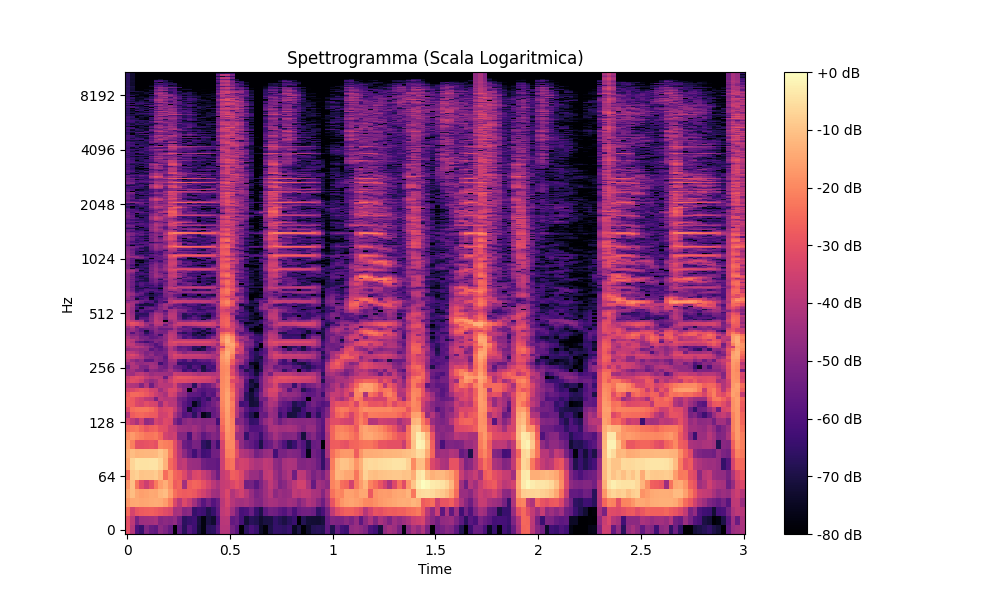 Spettrogramma (Scala Logaritmica)
Hz
8192
4096
2048
1024
512
256
128
64
0
0 0.5 1 1.5 2 2.5 3
Time
+0 dB
-10 dB
-20 dB
-30 dB
-40 dB
-50 dB
-60 dB
-70 dB
-80 dB